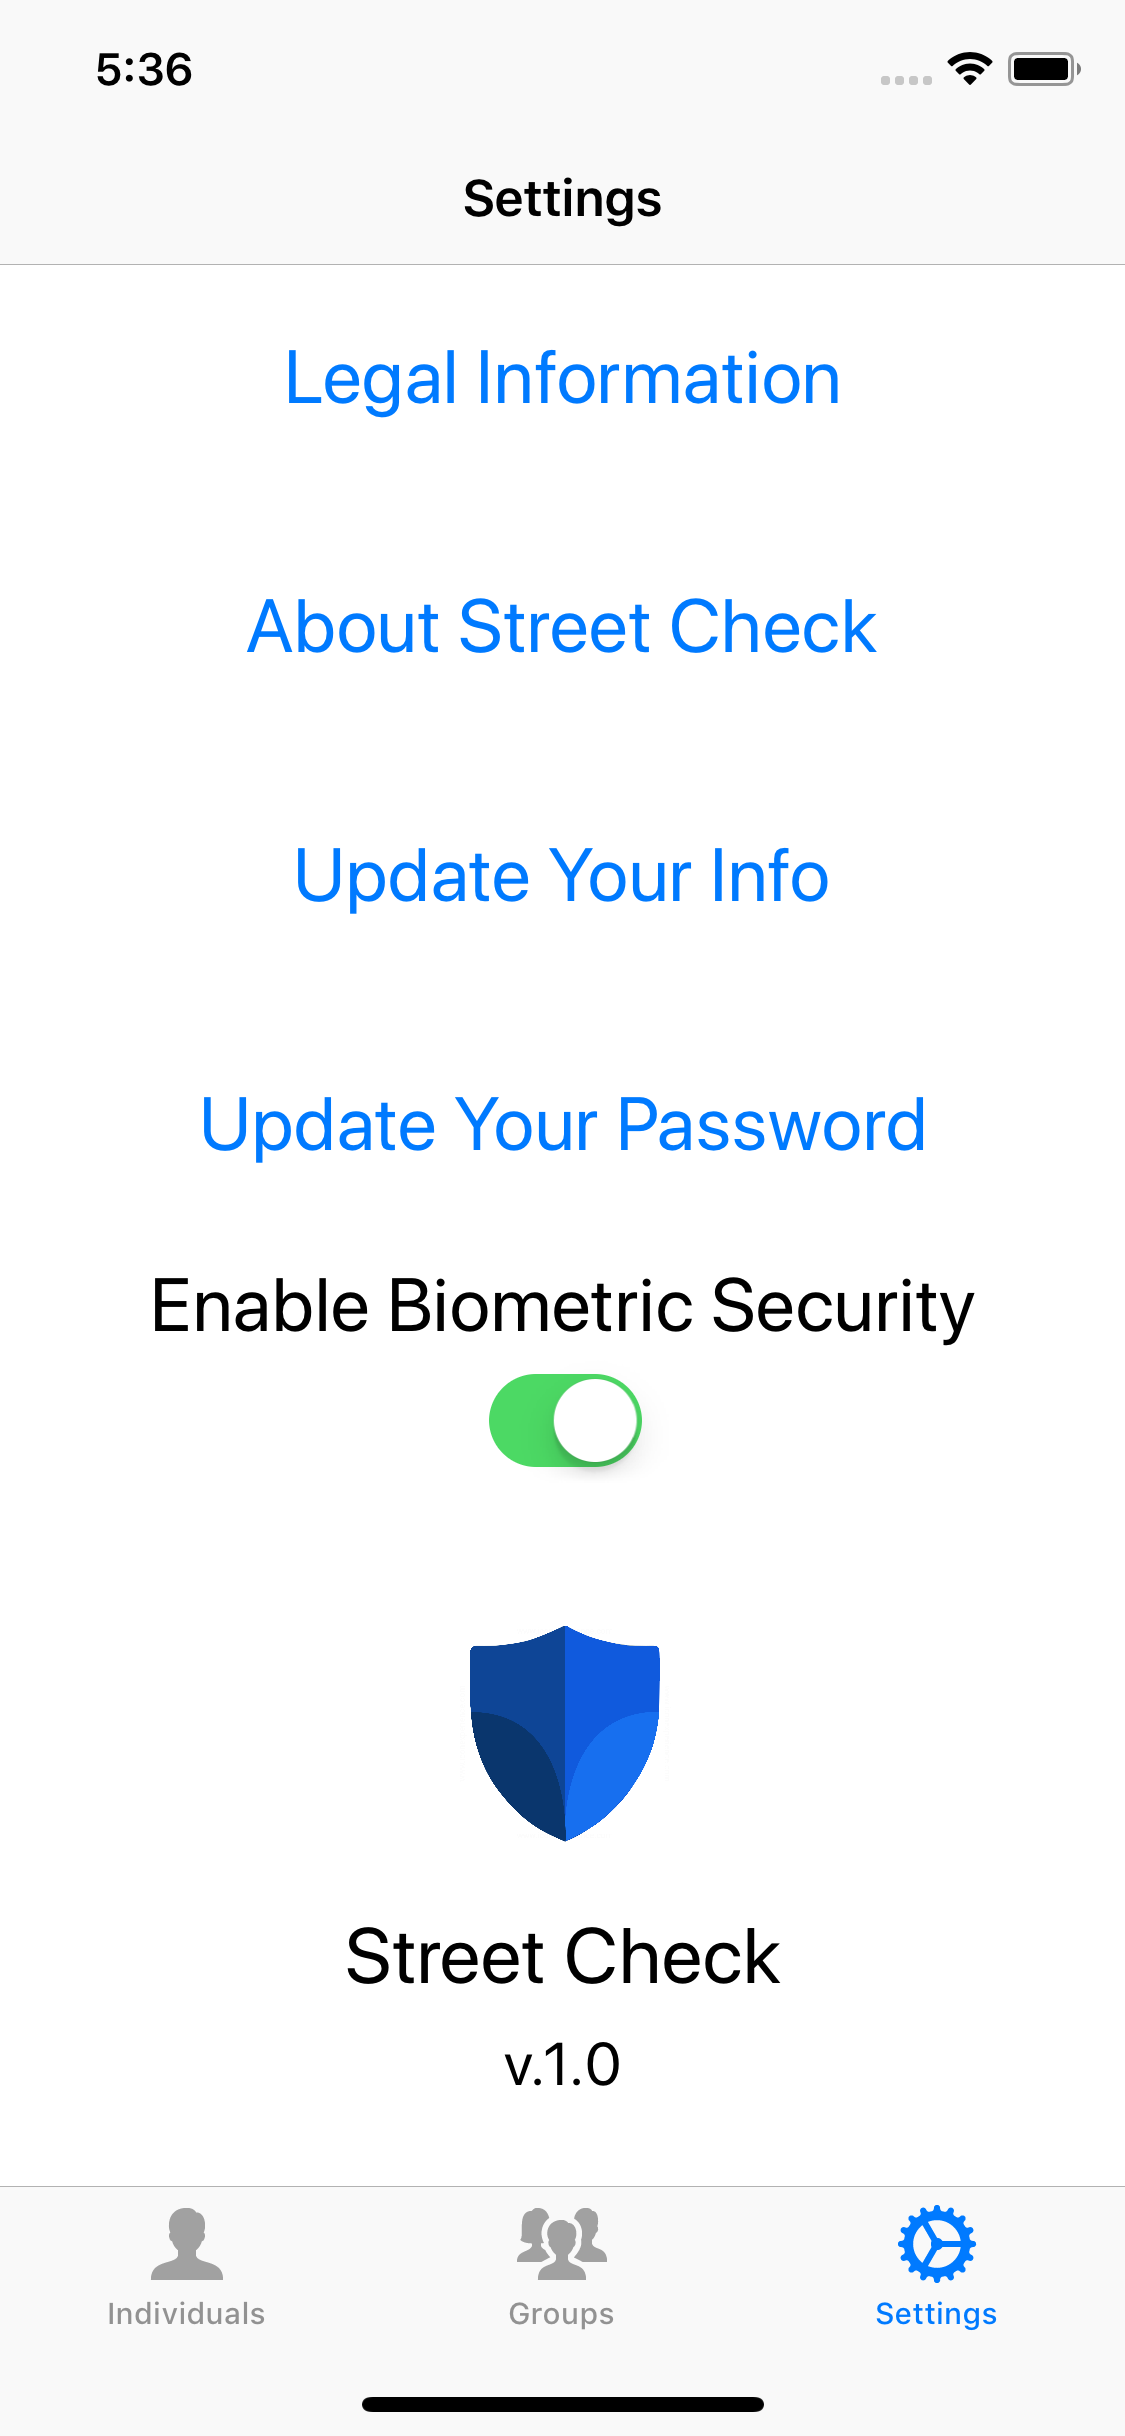 5:36
Settings
Legal Information
About Street Check
Update Your Info
Update Your Password
Enable Biometric Security
Street Check
v.1.0
Individuals
Groups
Settings